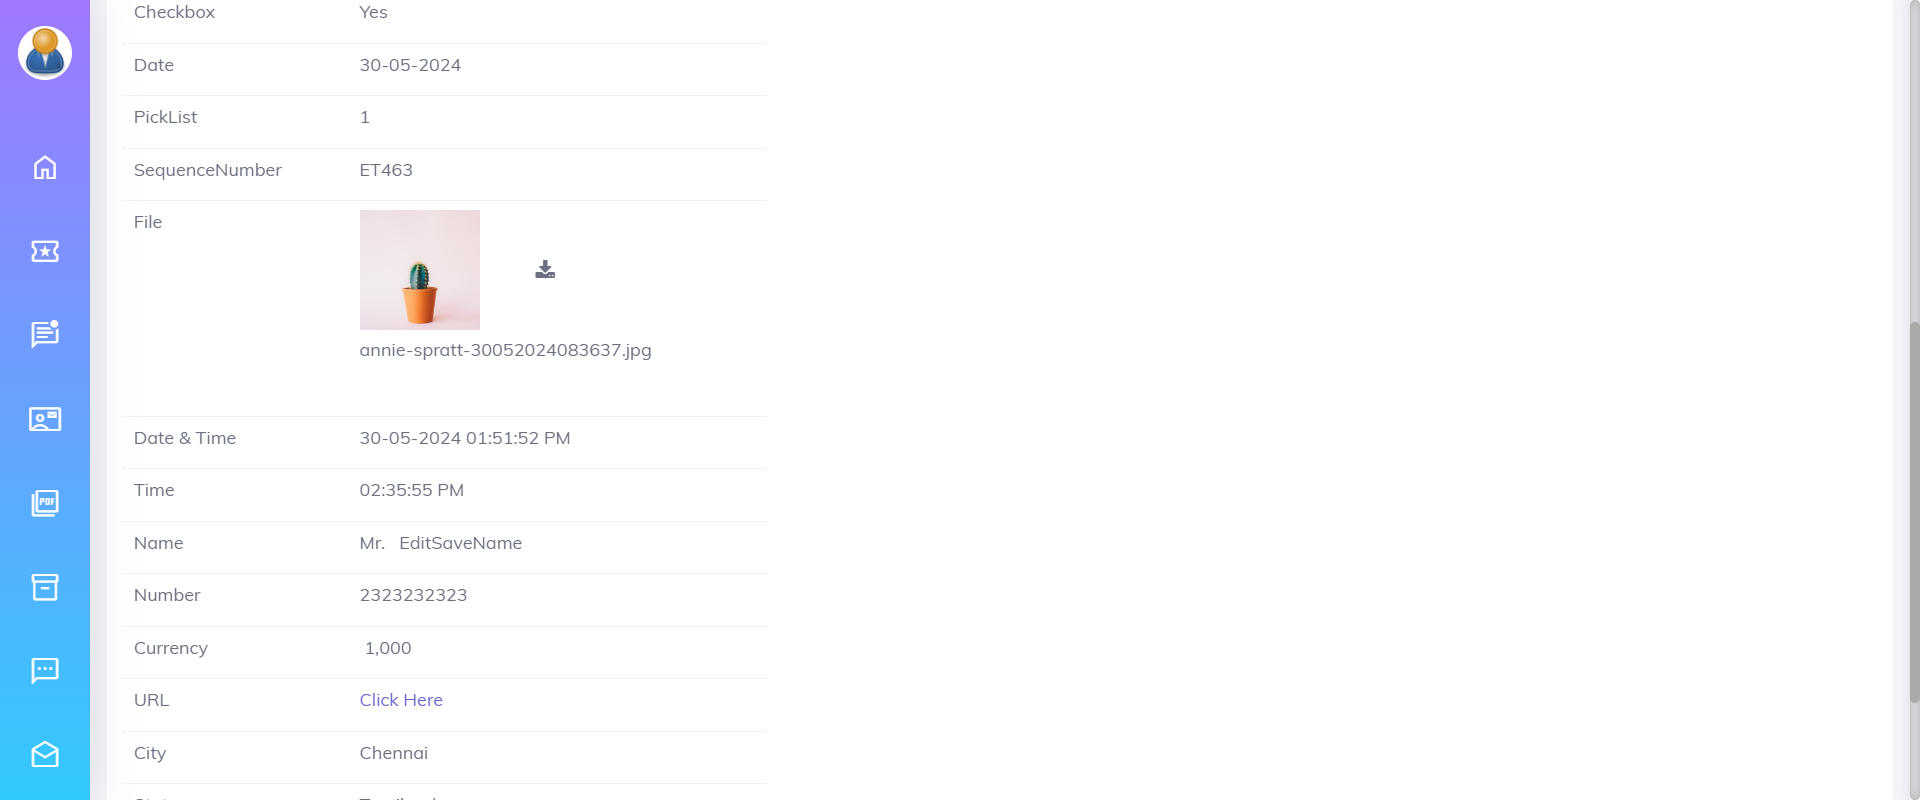 Checkbox Yes
Date 30-05-2024
PickList 1
SequenceNumber ET463
File
annie-spratt-30052024083637.jpg
Date & Time 30-05-2024 01:51:52 PM
Time 02:35:55 PM
Name Mr. EditSaveName
Number 2323232323
Currency 1,000
URL Click Here
City Chennai
PDF